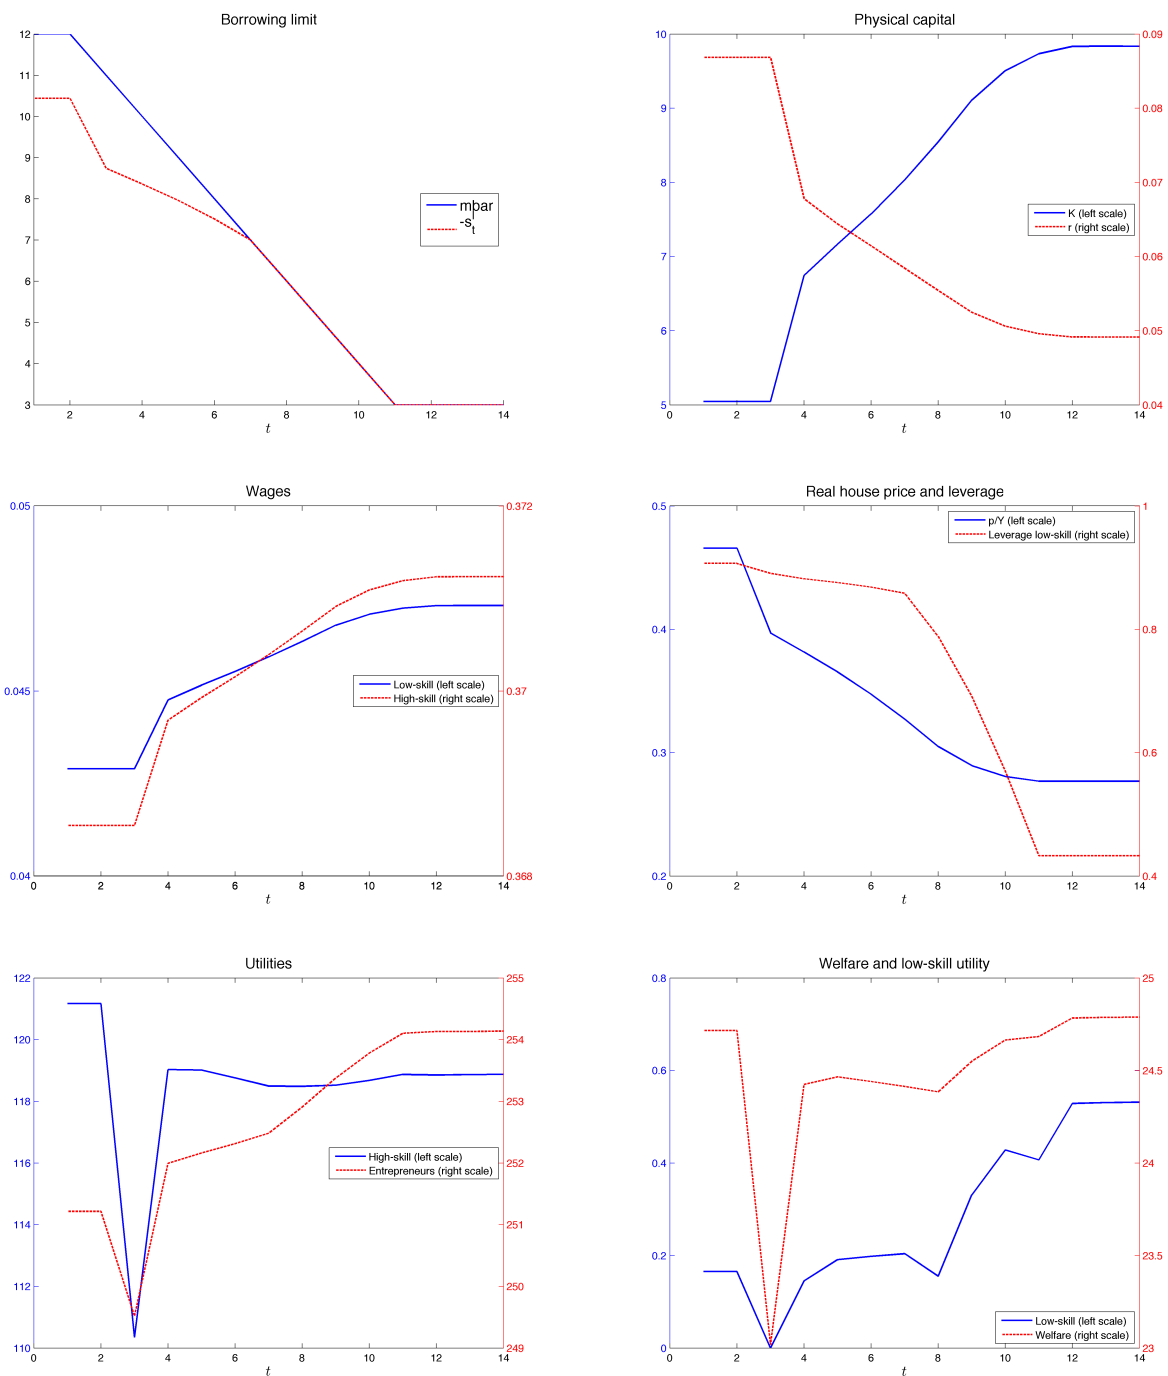 Borrowing limit
12
11
10
9
8
7
6
5
4
3
2 4 6 8 10 12 14
t
mbar
-s_t^l
Physical capital
10
9
8
7
6
5
0.09
0.08
0.07
0.06
0.05
0.04
0 2 4 6 8 10 12 14
t
K (left scale)
r (right scale)
Wages
0.05
0.045
0.04
0.372
0.37
0.368
0 2 4 6 8 10 12 14
t
Low-skill (left scale)
High-skill (right scale)
Real house price and leverage
0.5
0.4
0.3
0.2
1
0.8
0.6
0.4
0 2 4 6 8 10 12 14
t
p/Y (left scale)
Leverage low-skill (right scale)
Utilities
122
120
118
116
114
112
110
255
254
253
252
251
250
249
0 2 4 6 8 10 12 14
t
High-skill (left scale)
Entrepreneurs (right scale)
Welfare and low-skill utility
0.8
0.6
0.4
0.2
0
25
24.5
24
23.5
23
0 2 4 6 8 10 12 14
t
Low-skill (left scale)
Welfare (right scale)